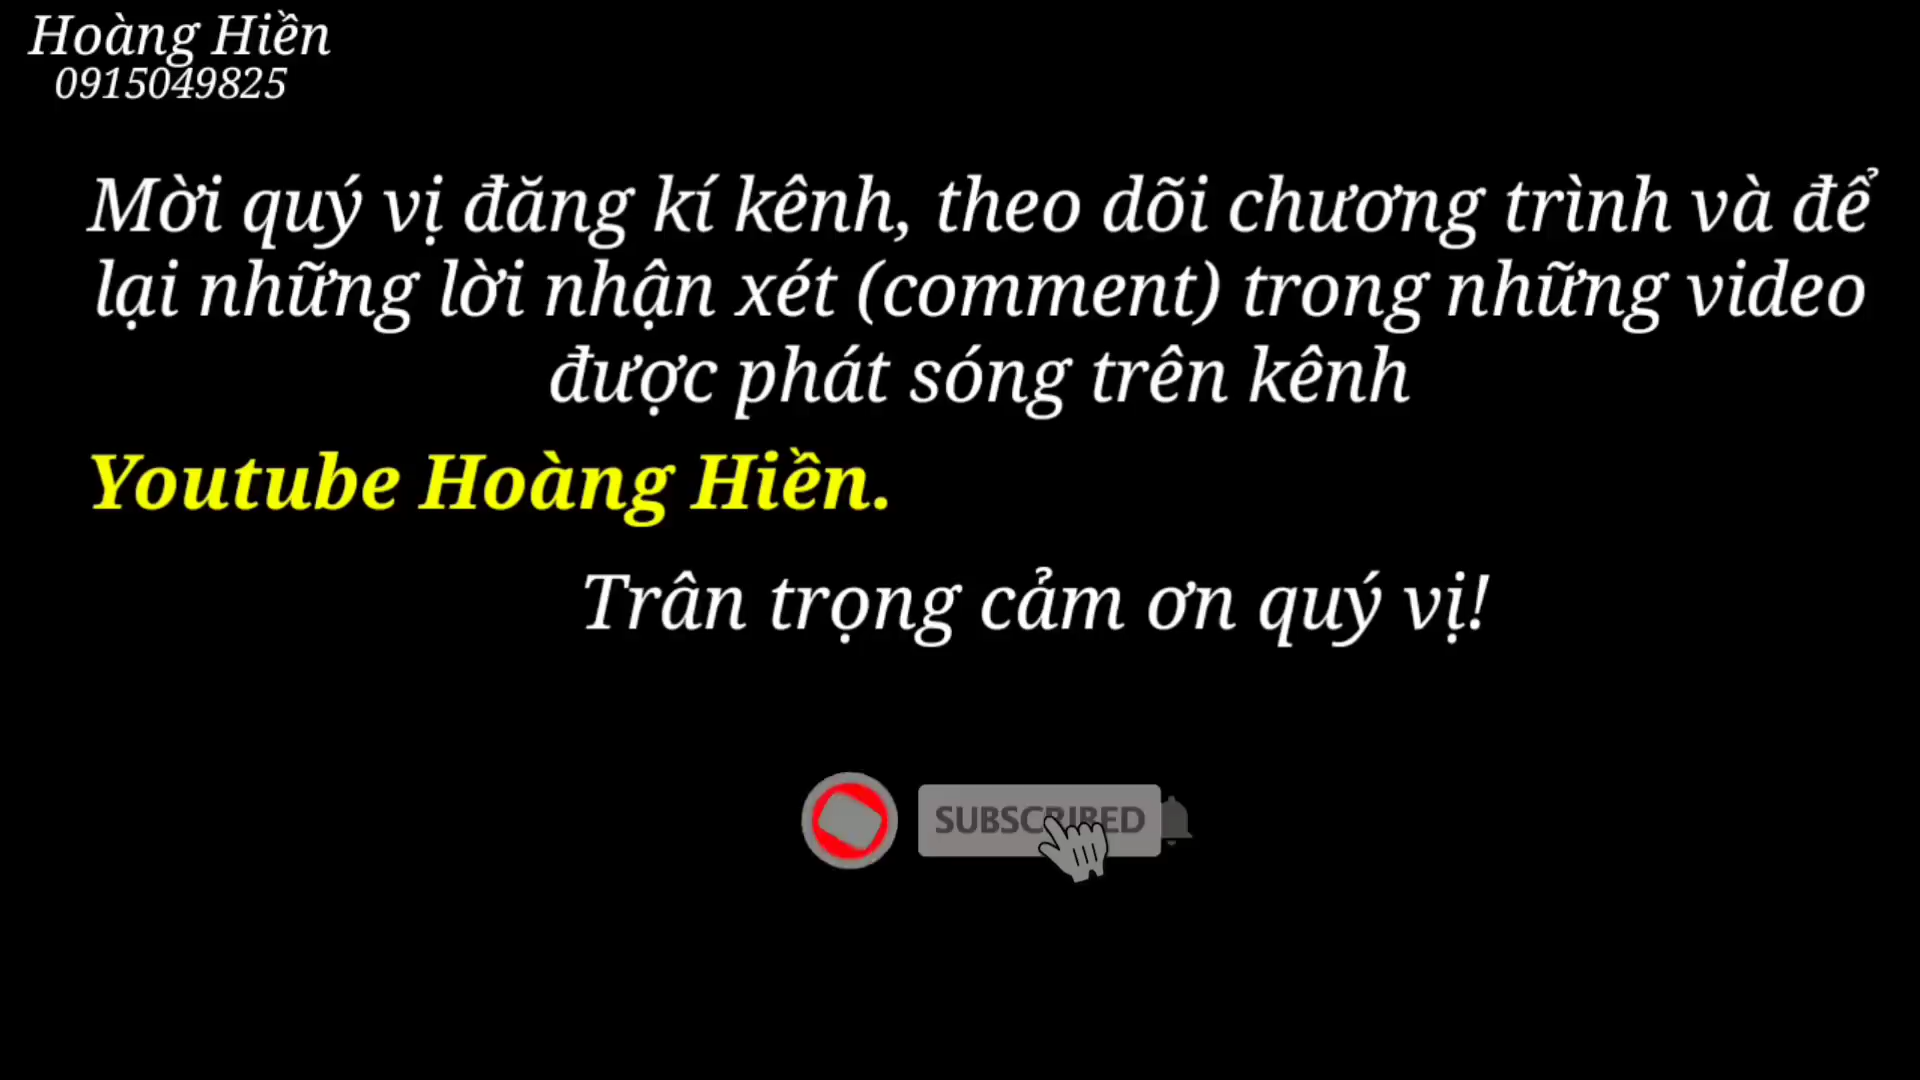 Hoàng Hiền
0915049825
Mời quý vị đăng kí kênh, theo dõi chương trình và để
lại những lời nhận xét (comment) trong những video
được phát sóng trên kênh
Youtube Hoàng Hiền.
Trân trọng cảm ơn quý vị!
SUBSCRIBED